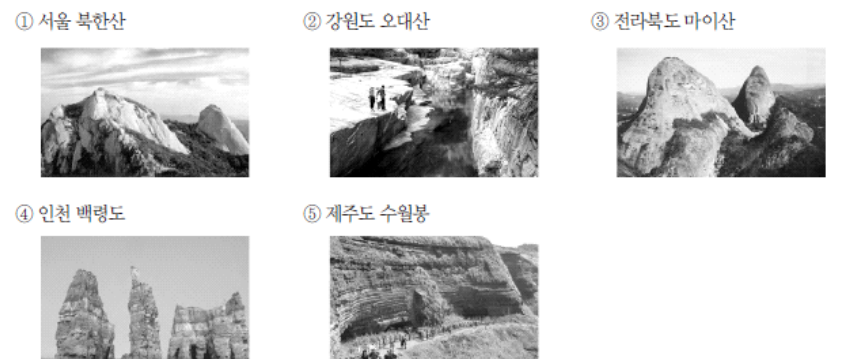 ① 서울 북한산
② 강원도 오대산
③ 전라북도 마이산
④ 인천 백령도
⑤ 제주도 수월봉